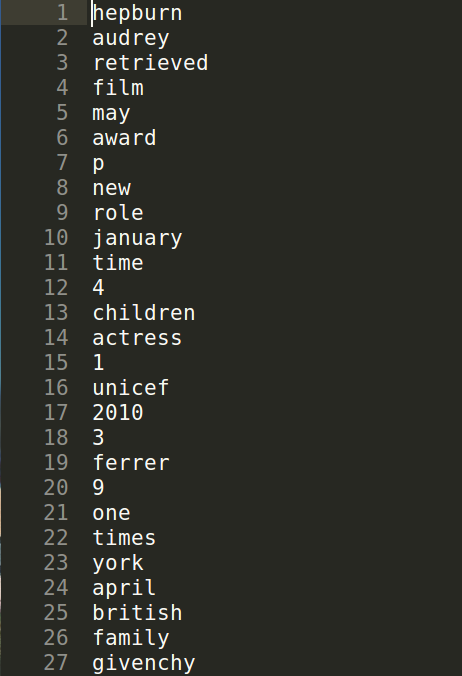 1 hepburn
2 audrey
3 retrieved
4 film
5 may
6 award
7 p
8 new
9 role
10 january
11 time
12 4
13 children
14 actress
15 1
16 unicef
17 2010
18 3
19 ferrer
20 9
21 one
22 times
23 york
24 april
25 british
26 family
27 givenchy